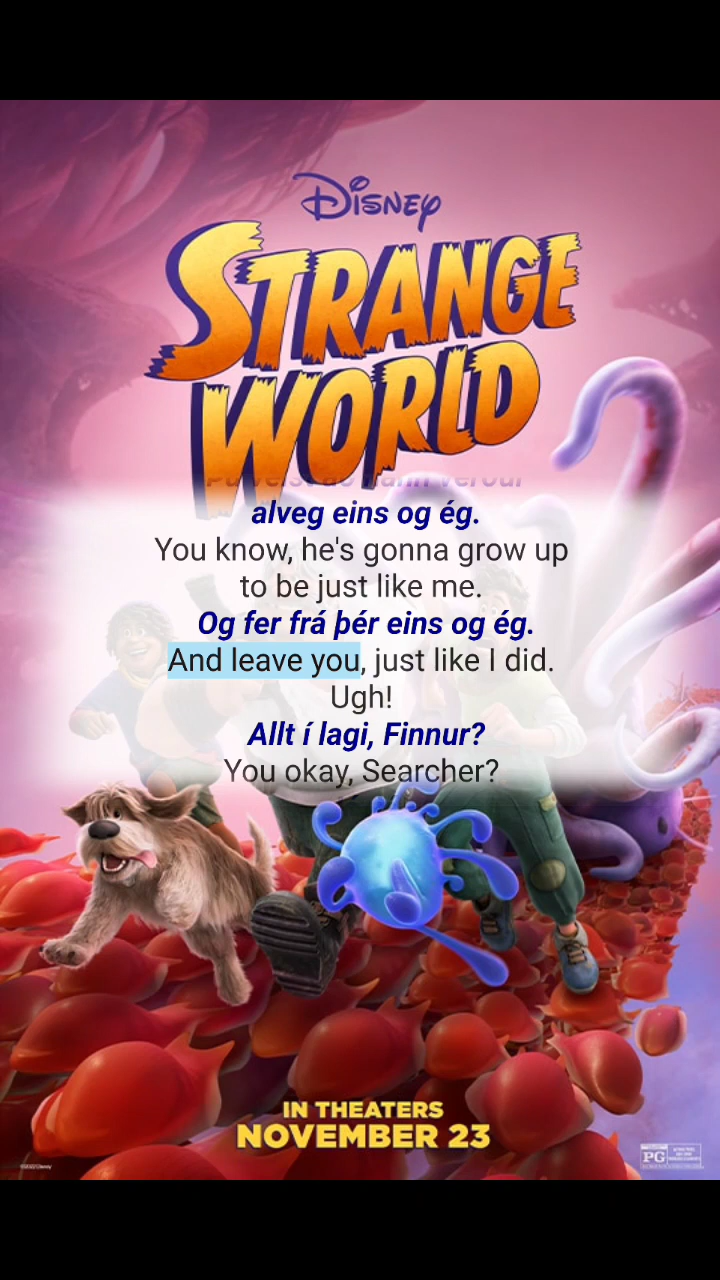 Disney
STRANGE
WORLD
alveg eins og ég.
You know, he's gonna grow up
to be just like me.
Og fer frá þér eins og ég.
And leave you, just like I did.
Ugh!
Allt í lagi, Finnur?
You okay, Searcher?
IN THEATERS
NOVEMBER 23
PG